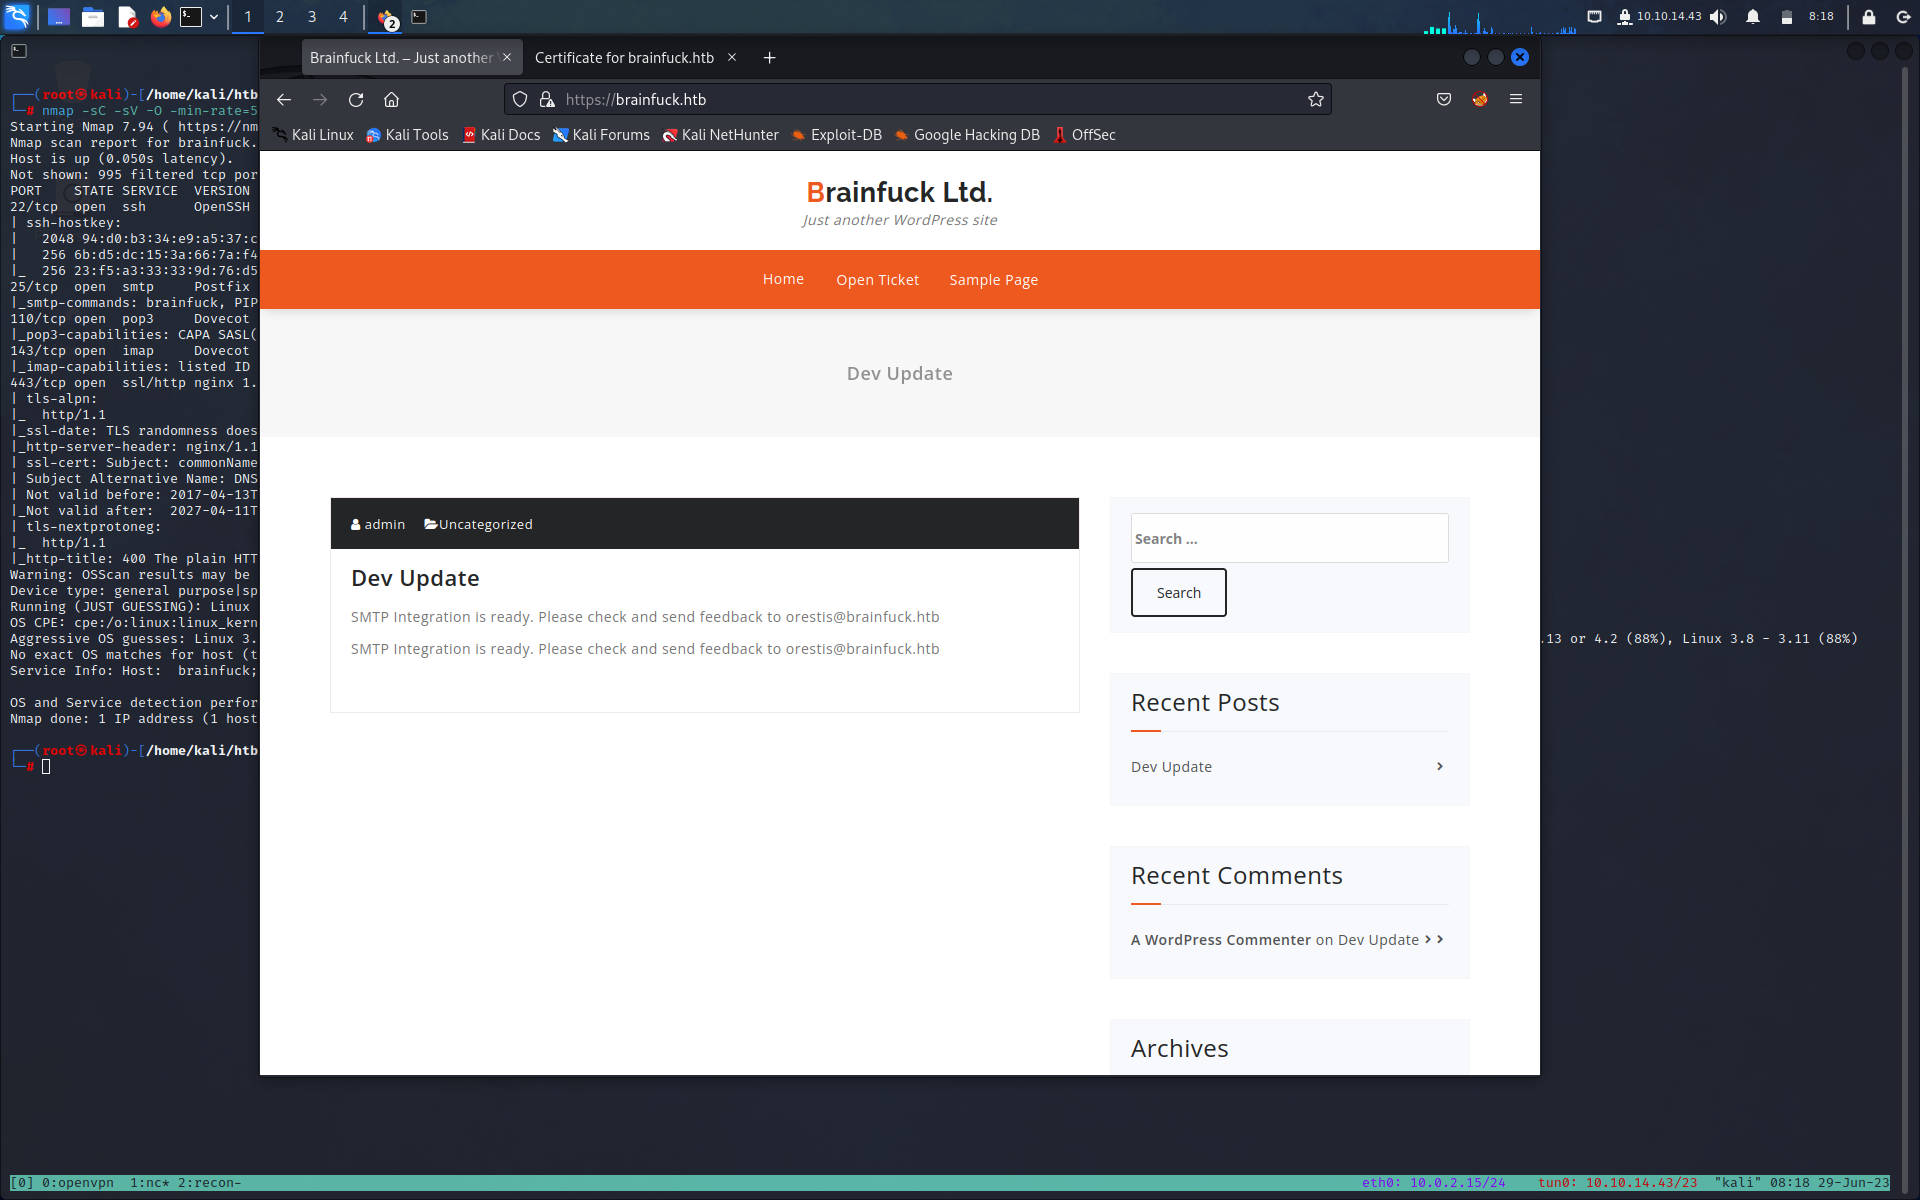 1 2 3 4 2 10.10.14.43 8:18
Brainfuck Ltd. – Just another Certificate for brainfuck.htb
https://brainfuck.htb
Kali Linux Kali Tools Kali Docs Kali Forums Kali NetHunter Exploit-DB Google Hacking DB OffSec
Brainfuck Ltd.
Just another WordPress site
Home Open Ticket Sample Page
Dev Update
admin Uncategorized
Dev Update
SMTP Integration is ready. Please check and send feedback to orestis@brainfuck.htb
SMTP Integration is ready. Please check and send feedback to orestis@brainfuck.htb
Search ...
Search
Recent Posts
Dev Update
Recent Comments
A WordPress Commenter on Dev Update
Archives
┌──(root㉿kali)-[/home/kali/htb
└─# nmap -sC -sV -O -min-rate=5
Starting Nmap 7.94 ( https://nm
Nmap scan report for brainfuck.
Host is up (0.050s latency).
Not shown: 995 filtered tcp por
PORT STATE SERVICE VERSION
22/tcp open ssh OpenSSH
| ssh-hostkey:
| 2048 94:d0:b3:34:e9:a5:37:c
| 256 6b:d5:dc:15:3a:66:7a:f4
|_ 256 23:f5:a3:33:33:9d:76:d5
25/tcp open smtp Postfix
|_smtp-commands: brainfuck, PIP
110/tcp open pop3 Dovecot
|_pop3-capabilities: CAPA SASL(
143/tcp open imap Dovecot
|_imap-capabilities: listed ID
443/tcp open ssl/http nginx 1.
| tls-alpn:
|_ http/1.1
|_ssl-date: TLS randomness does
|_http-server-header: nginx/1.1
| ssl-cert: Subject: commonName
| Subject Alternative Name: DNS
| Not valid before: 2017-04-13T
|_Not valid after: 2027-04-11T
| tls-nextprotoneg:
|_ http/1.1
|_http-title: 400 The plain HTT
Warning: OSScan results may be
Device type: general purpose|sp
Running (JUST GUESSING): Linux
OS CPE: cpe:/o:linux:linux_kern
Aggressive OS guesses: Linux 3. .13 or 4.2 (88%), Linux 3.8 - 3.11 (88%)
No exact OS matches for host (t
Service Info: Host: brainfuck;
OS and Service detection perfor
Nmap done: 1 IP address (1 host
┌──(root㉿kali)-[/home/kali/htb
└─#
[0] 0:openvpn 1:nc* 2:recon- eth0: 10.0.2.15/24 tun0: 10.10.14.43/23 "kali" 08:18 29-Jun-23